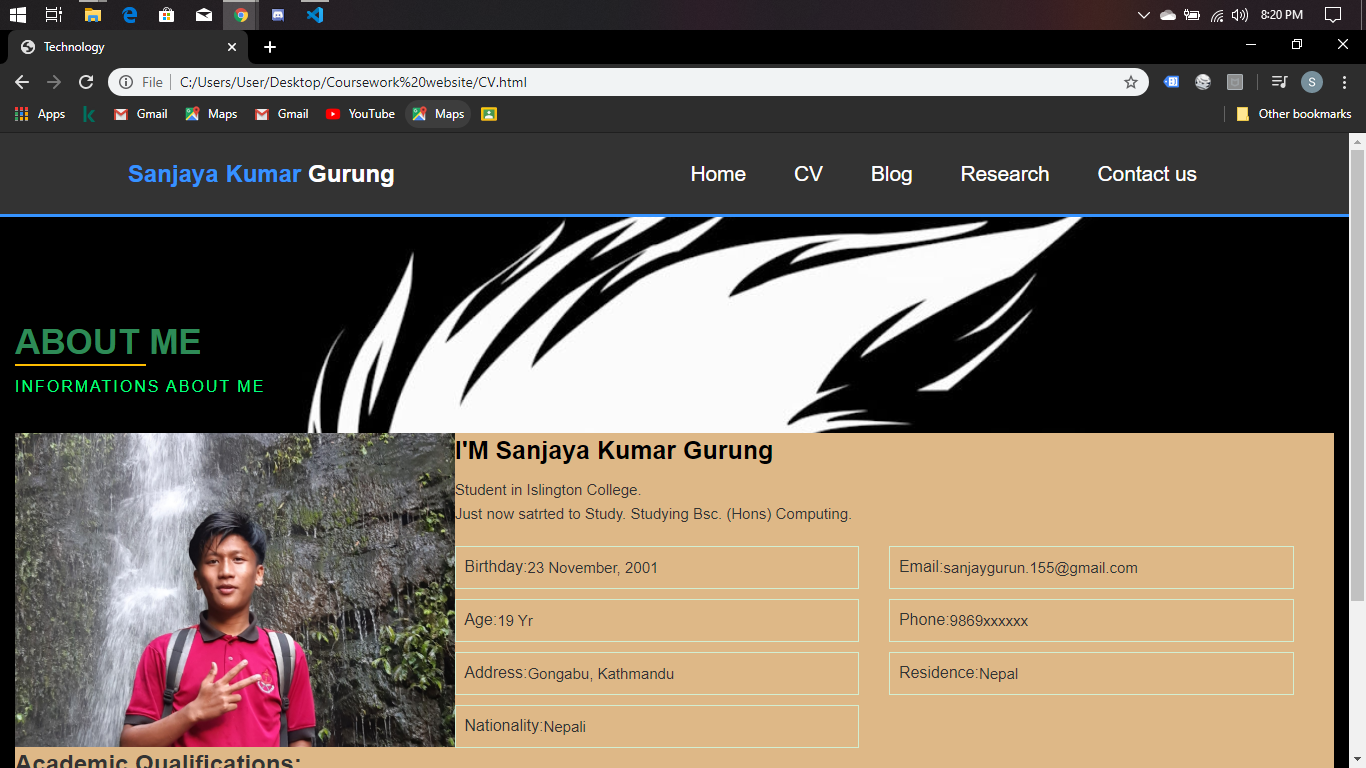 8:20 PM
Technology
File
C:/Users/User/Desktop/Coursework%20website/CV.html
S
Apps
Gmail
Maps
Gmail
YouTube
Maps
Other bookmarks
Sanjaya Kumar Gurung
Home CV Blog Research Contact us
ABOUT ME
INFORMATIONS ABOUT ME
I'M Sanjaya Kumar Gurung
Student in Islington College.
Just now satrted to Study. Studying Bsc. (Hons) Computing.
Birthday:23 November, 2001
Email:sanjaygurun.155@gmail.com
Age:19 Yr
Phone:9869xxxxxx
Address:Gongabu, Kathmandu
Residence:Nepal
Nationality:Nepali
Academic Qualifications: